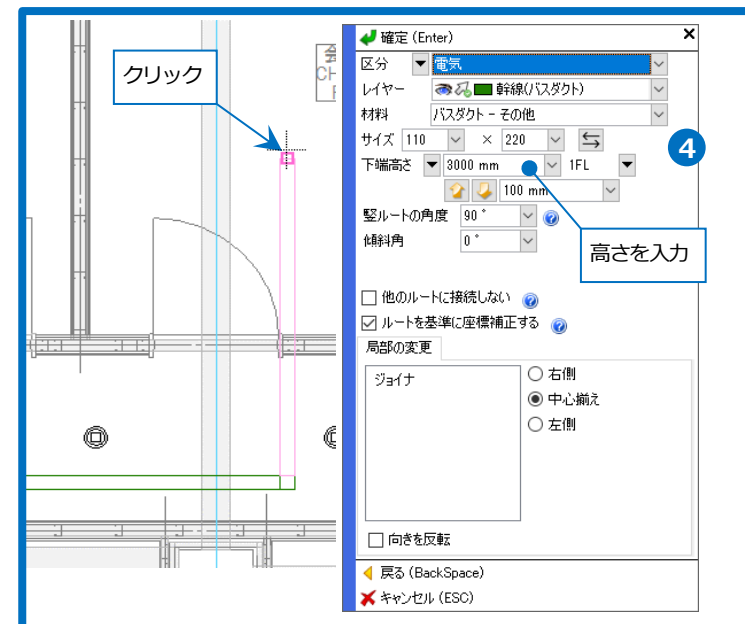 クリック
確定 (Enter)
区分 電気
レイヤー 幹線(バスダクト)
材料 バスダクト - その他
サイズ 110 × 220
下端高さ 3000 mm 1FL
100 mm
竪ルートの角度 90 °
傾斜角 0 °
4
高さを入力
他のルートに接続しない
ルートを基準に座標補正する
局部の変更
ジョイナ
右側
中心揃え
左側
向きを反転
戻る (BackSpace)
キャンセル (ESC)